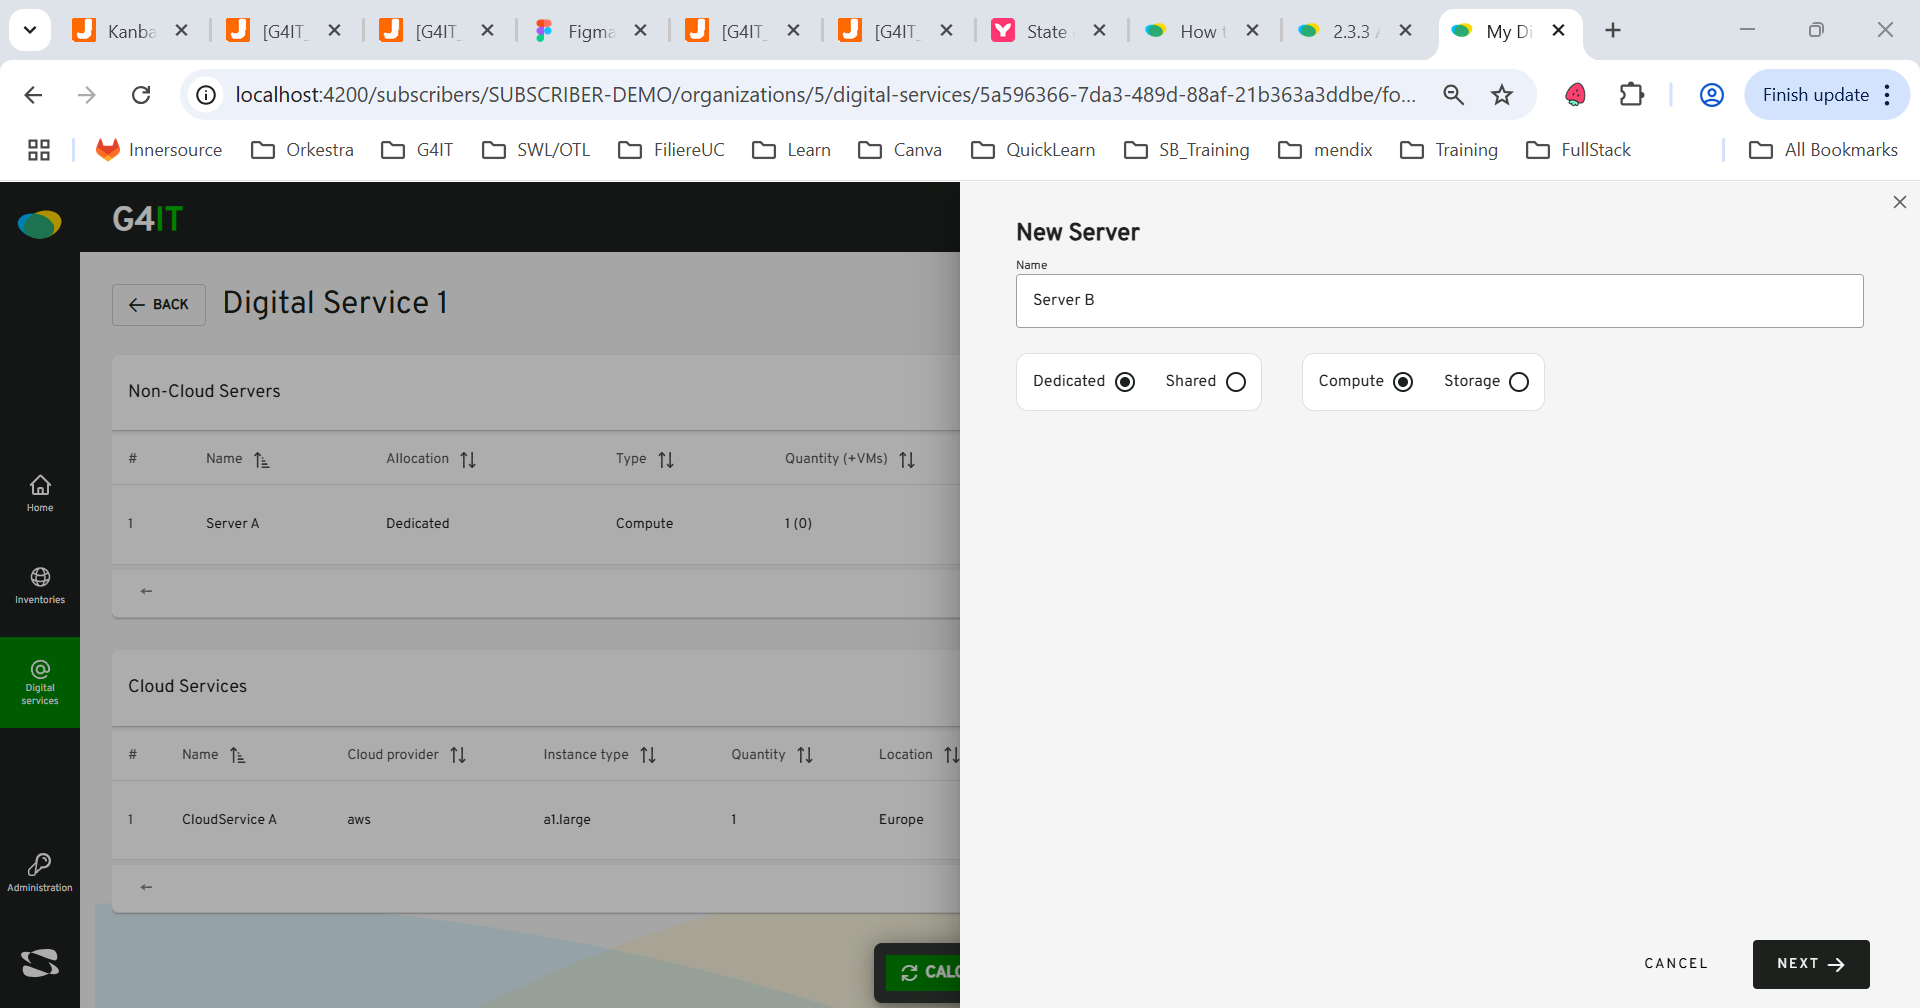 Kanba
[G4IT_
[G4IT_
Figma
[G4IT_
[G4IT_
State
How t
2.3.3 A
My Di
localhost:4200/subscribers/SUBSCRIBER-DEMO/organizations/5/digital-services/5a596366-7da3-489d-88af-21b363a3ddbe/fo...
Finish update
Innersource
Orkestra
G4IT
SWL/OTL
FiliereUC
Learn
Canva
QuickLearn
SB_Training
mendix
Training
FullStack
All Bookmarks
G4IT
Home
Inventories
Digital
services
Administration
BACK
Digital Service 1
Non-Cloud Servers
# Name Allocation Type Quantity (+VMs)
1 Server A Dedicated Compute 1 (0)
Cloud Services
# Name Cloud provider Instance type Quantity Location
1 CloudService A aws a1.large 1 Europe
CALC
New Server
Name
Server B
Dedicated Shared Compute Storage
CANCEL NEXT